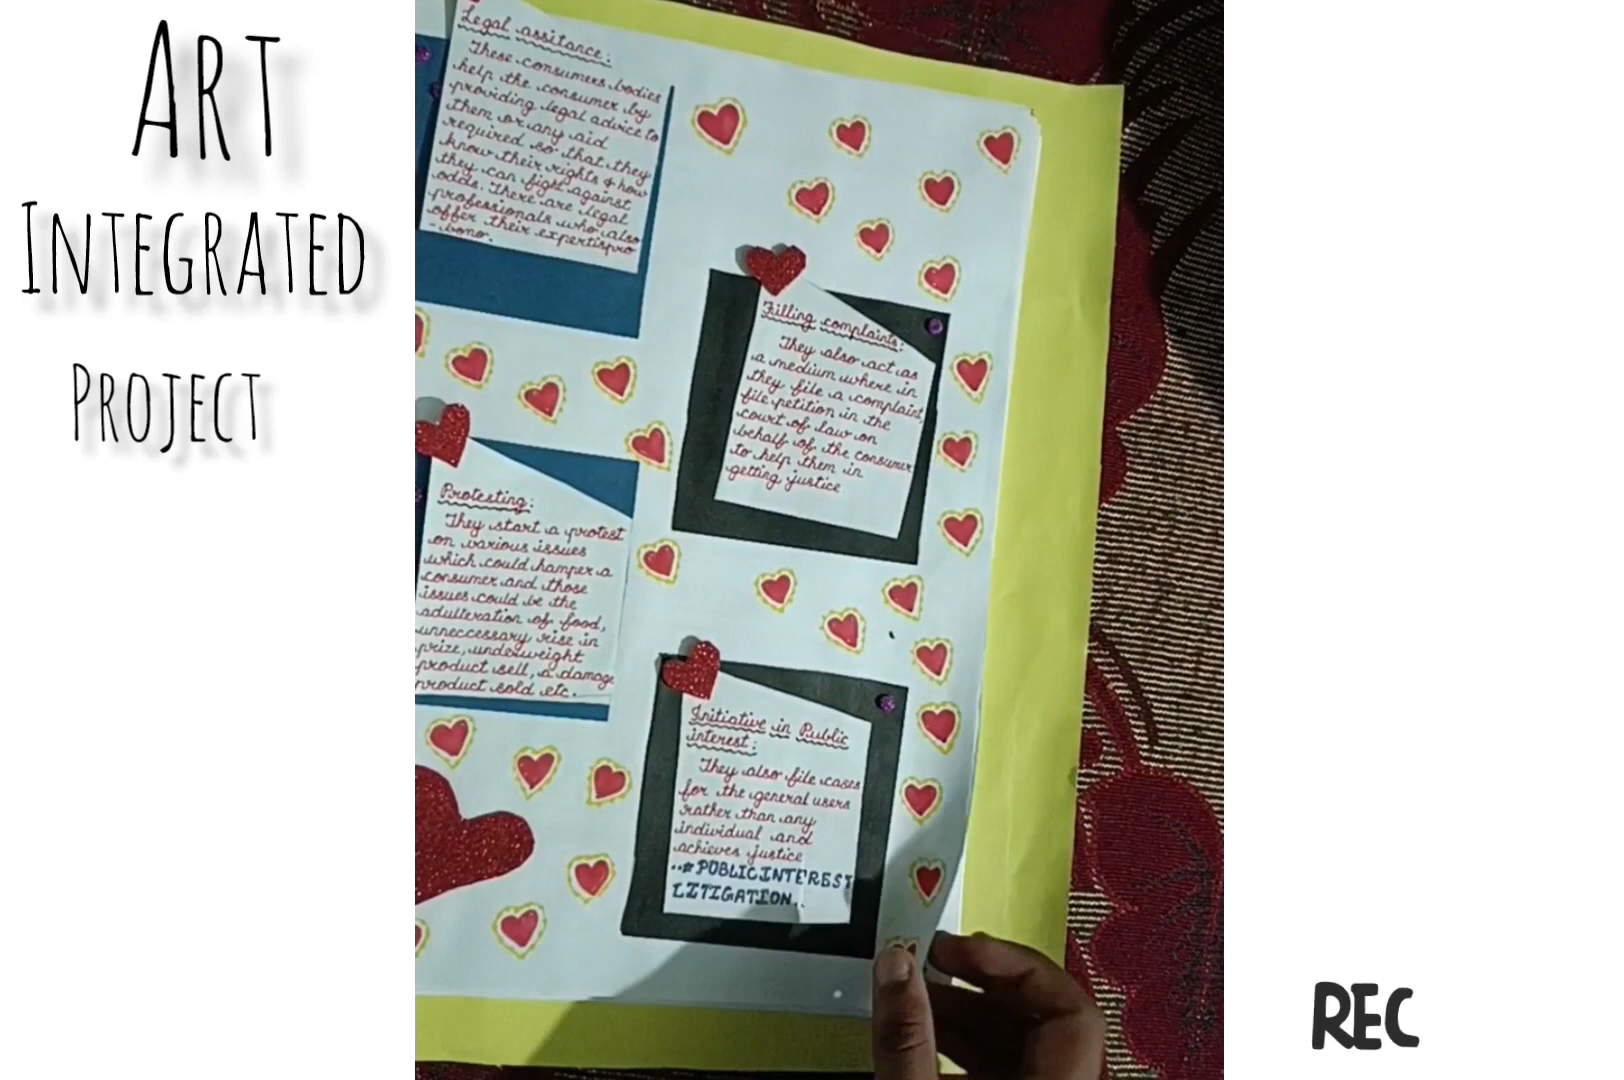 ART
INTEGRATED
PROJECT
Legal assitance:
These consumers bodies
help the consumer by
providing legal advice to
them or any aid
required so that they
know their rights & how
they can fight against
odds. There are legal
professionals who also
offer their expertispro
-bono.
Protesting:
They start a protest
on various issues
which could hamper a
consumer and those
issues could be the
adulteration of food,
unneccessary rise in
prize, underweight
product sell, a damage
product sold etc.
Filling complaints:
They also act as
a medium where in
they file a complaint,
file petition in the
court of law on
behalf of the consumer
to help them in
getting justice
Initiative in Public
interest:
They also file cases
for the general users
rather than any
individual and
achieves justice
..#PUBLICINTEREST
LITIGATION..
REC